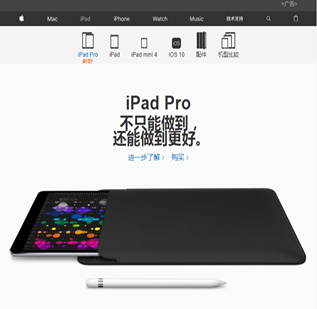 <广告>
Mac iPad iPhone Watch Music 技术支持
iPad Pro iPad iPad mini 4 iOS 10 配件 机型比较
新款
iPad Pro
不只能做到，
还能做到更好。
进一步了解 › 购买 ›